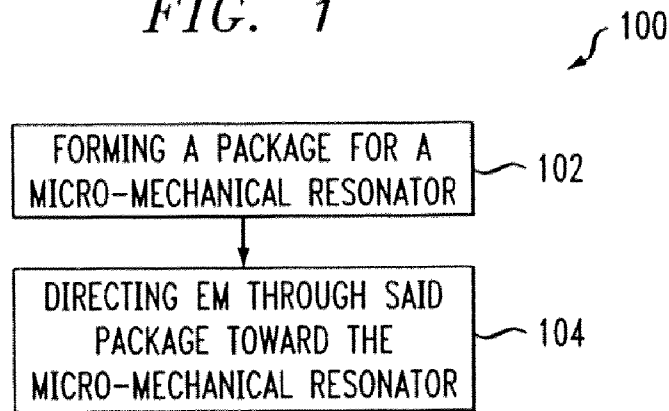 FIG. 1
100
FORMING A PACKAGE FOR A
MICRO-MECHANICAL RESONATOR
102
DIRECTING EM THROUGH SAID
PACKAGE TOWARD THE
MICRO-MECHANICAL RESONATOR
104